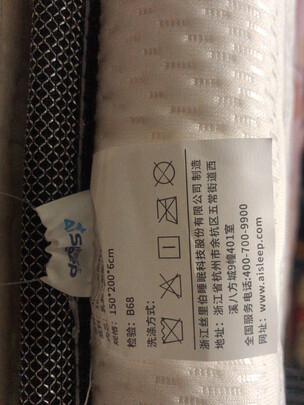 aisleep
规格：150*200*6cm
检验：B68
洗涤方式：
浙江丝里伯睡眠科技股份有限公司 制造
地址：浙江省杭州市余杭区五常街道西
溪八方城9幢401室
全国服务电话:400-700-9900
网址：www.aisleep.com